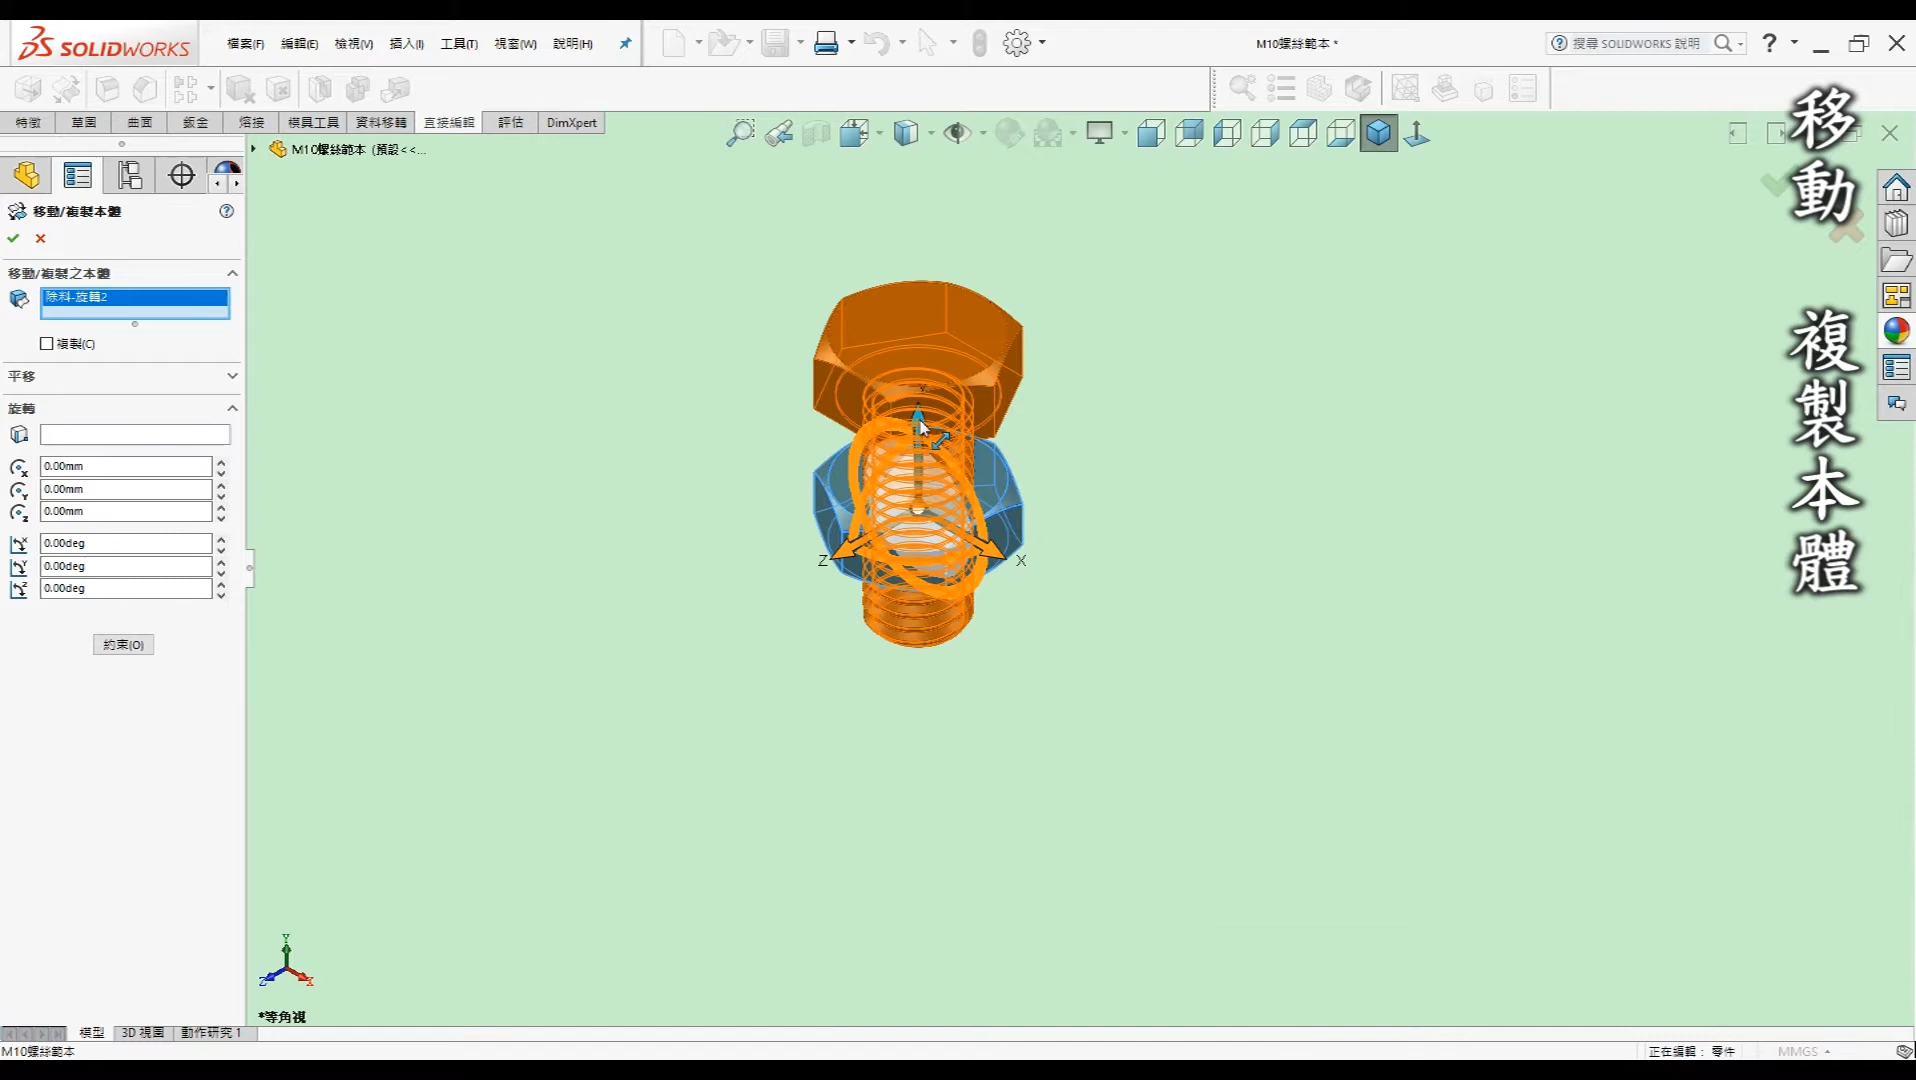 SOLIDWORKS
檔案(F) 編輯(E) 檢視(V) 插入(I) 工具(T) 視窗(W) 說明(H)
M10螺絲範本 *
搜尋 SOLIDWORKS 說明
特徵 草圖 曲面 鈑金 熔接 模具工具 資料移轉 直接編輯 評估 DimXpert
M10螺絲範本 (預設<<...
移動/複製本體
移動/複製之本體
除料-旋轉2
複製(C)
平移
旋轉
0.00mm
0.00mm
0.00mm
0.00deg
0.00deg
0.00deg
約束(O)
Y
Z
X
Y
Z
X
*等角視
模型 3D 視圖 動作研究 1
M10螺絲範本
正在編輯： 零件
MMGS
移動
複製本體